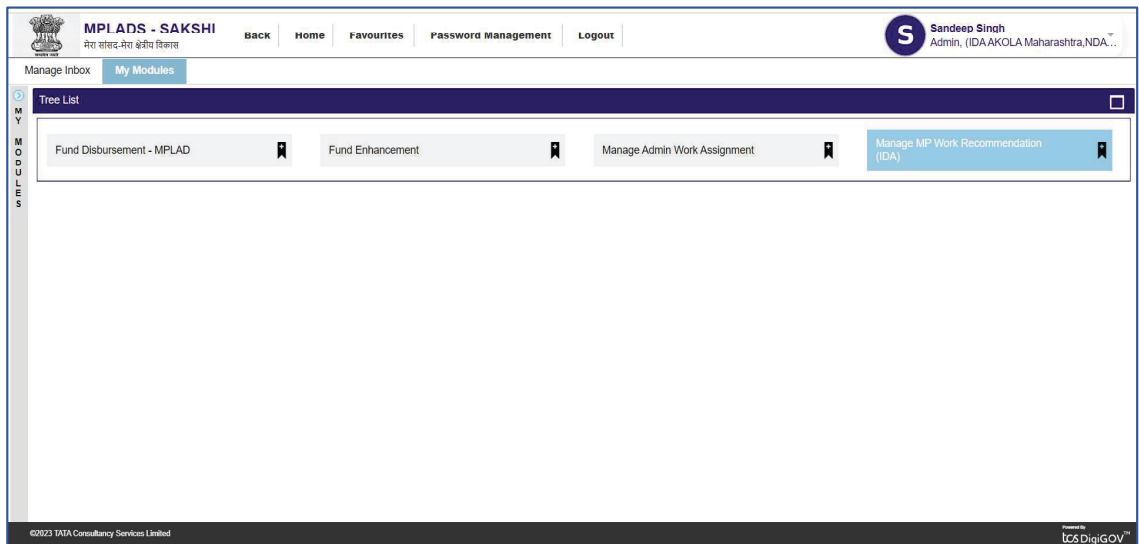 MPLADS - SAKSHI
मेरा सांसद-मेरा क्षेत्रीय विकास
Back Home Favourites Password Management Logout
S
Sandeep Singh
Admin, (IDA AKOLA Maharashtra,NDA...
Manage Inbox My Modules
MY MODULES
Tree List
Fund Disbursement - MPLAD
Fund Enhancement
Manage Admin Work Assignment
Manage MP Work Recommendation
(IDA)
©2023 TATA Consultancy Services Limited
Powered By
tcs DigiGOV™